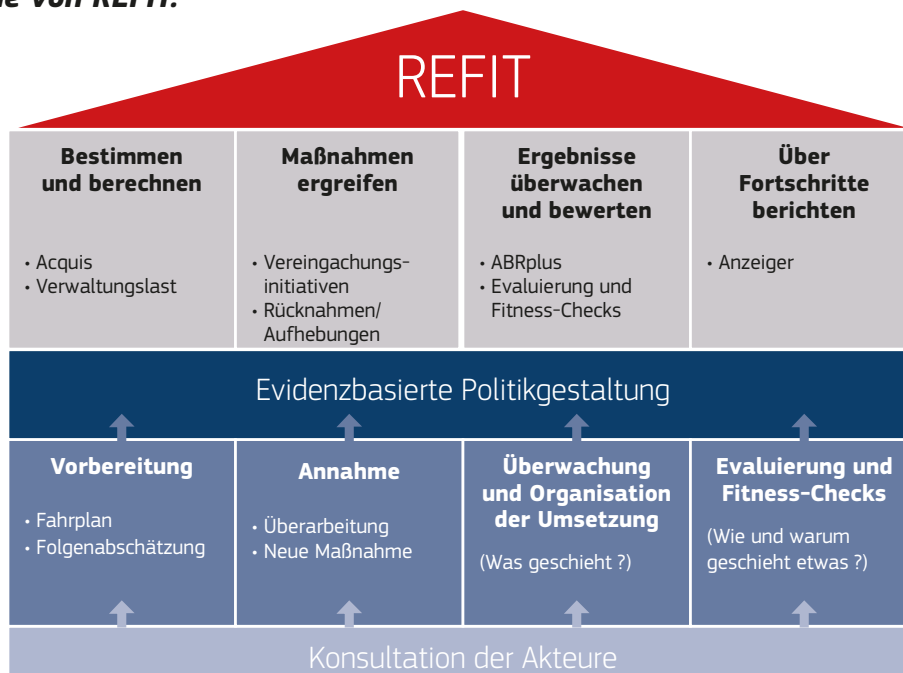 von REFIT:
REFIT
Bestimmen
und berechnen
• Acquis
• Verwaltungslast
Maßnahmen
ergreifen
• Vereingachungs-
initiativen
• Rücknahmen/
Aufhebungen
Ergebnisse
überwachen
und bewerten
• ABRplus
• Evaluierung und
Fitness-Checks
Über
Fortschritte
berichten
• Anzeiger
Evidenzbasierte Politikgestaltung
Vorbereitung
• Fahrplan
• Folgenabschätzung
Annahme
• Überarbeitung
• Neue Maßnahme
Überwachung
und Organisation
der Umsetzung
(Was geschieht ?)
Evaluierung und
Fitness-Checks
(Wie und warum
geschieht etwas ?)
Konsultation der Akteure